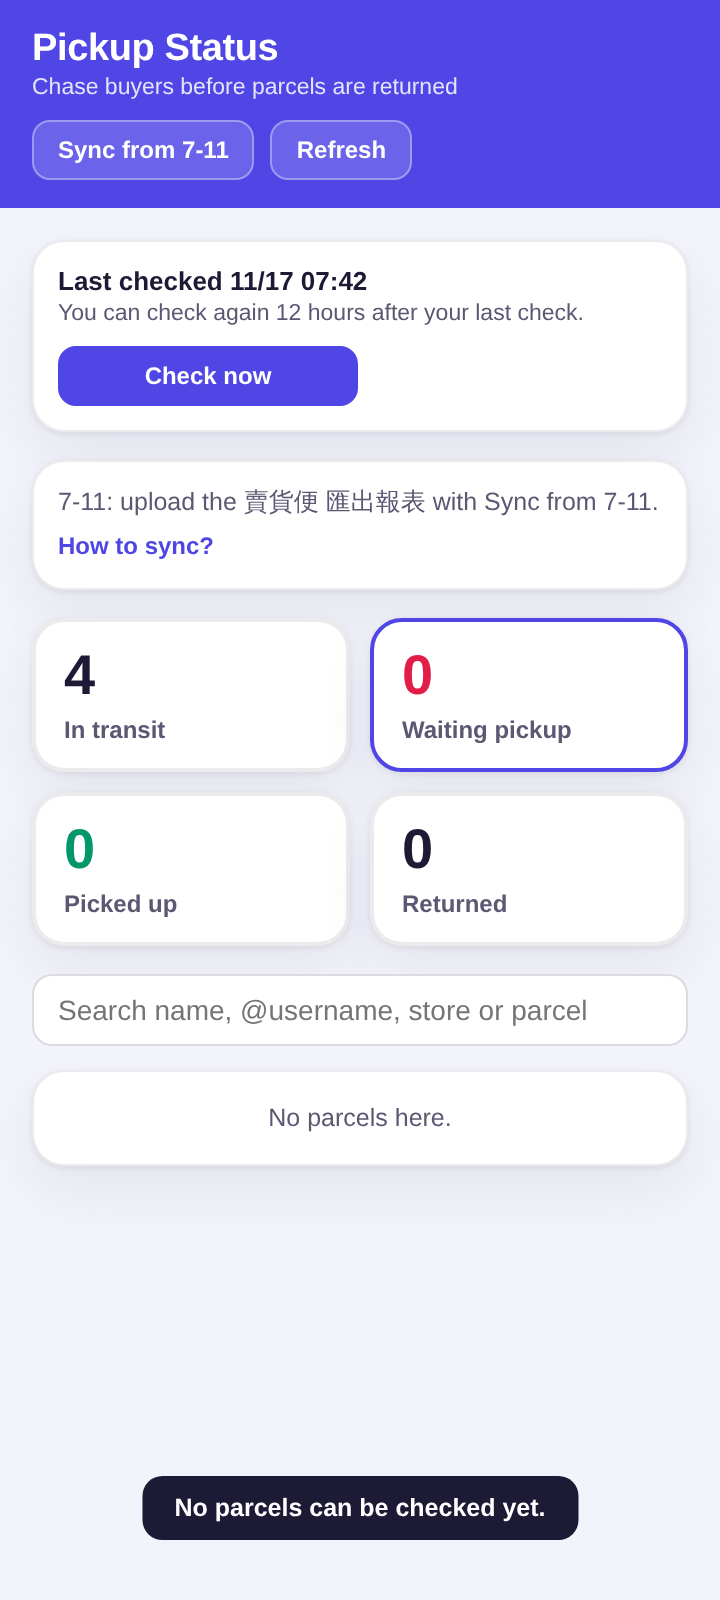 Pickup Status
Chase buyers before parcels are returned
Sync from 7-11
Refresh
Last checked 11/17 07:42
You can check again 12 hours after your last check.
Check now
7-11: upload the 賣貨便 匯出報表 with Sync from 7-11.
How to sync?
4
In transit
0
Waiting pickup
0
Picked up
0
Returned
Search name, @username, store or parcel
No parcels here.
No parcels can be checked yet.